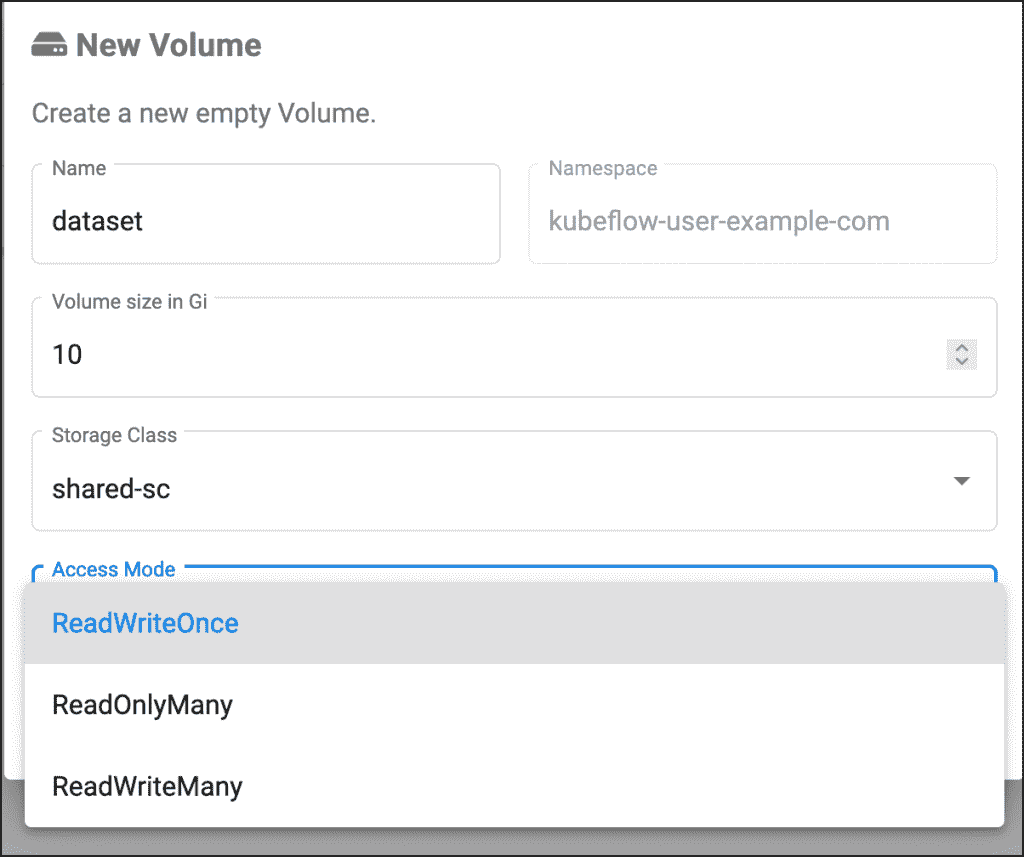 New Volume
Create a new empty Volume.
Name
dataset
Namespace
kubeflow-user-example-com
Volume size in Gi
10
Storage Class
shared-sc
Access Mode
ReadWriteOnce
ReadOnlyMany
ReadWriteMany